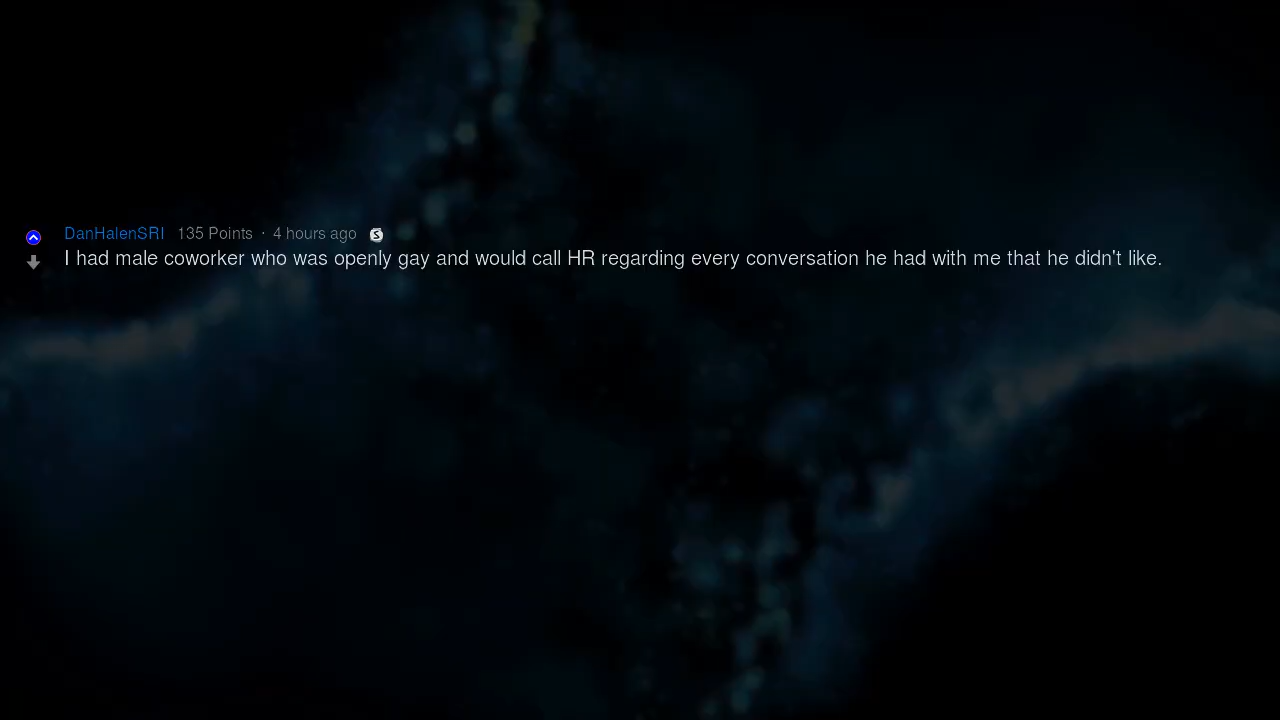 DanHalenSRI 135 Points · 4 hours ago
I had male coworker who was openly gay and would call HR regarding every conversation he had with me that he didn't like.